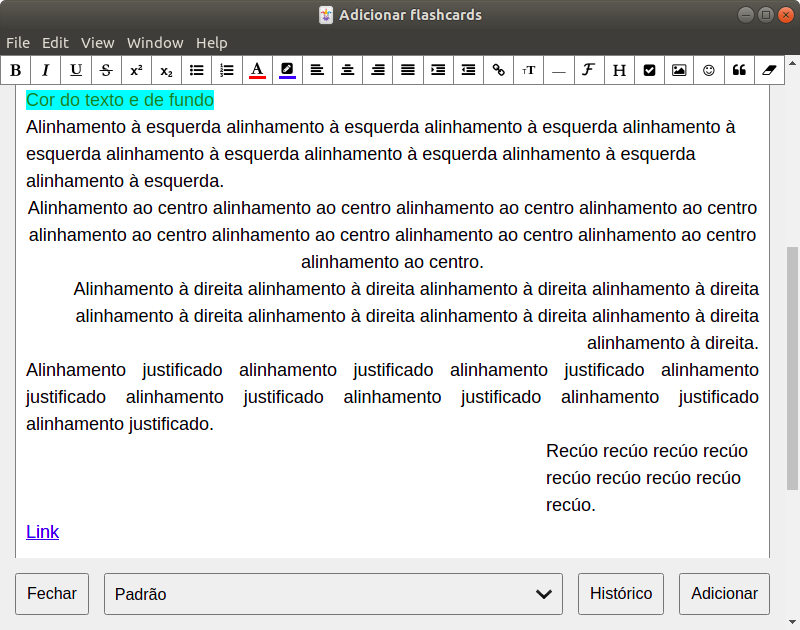 Adicionar flashcards
File Edit View Window Help
B I U S x² x₂ A A ¹T — F H
Cor do texto e de fundo
Alinhamento à esquerda alinhamento à esquerda alinhamento à esquerda alinhamento à
esquerda alinhamento à esquerda alinhamento à esquerda alinhamento à esquerda
alinhamento à esquerda.
Alinhamento ao centro alinhamento ao centro alinhamento ao centro alinhamento ao centro
alinhamento ao centro alinhamento ao centro alinhamento ao centro alinhamento ao centro
alinhamento ao centro.
Alinhamento à direita alinhamento à direita alinhamento à direita alinhamento à direita
alinhamento à direita alinhamento à direita alinhamento à direita alinhamento à direita
alinhamento à direita.
Alinhamento justificado alinhamento justificado alinhamento justificado alinhamento
justificado alinhamento justificado alinhamento justificado alinhamento justificado
alinhamento justificado.
Recúo recúo recúo recúo
recúo recúo recúo recúo
recúo.
Link
Fechar Padrão Histórico Adicionar